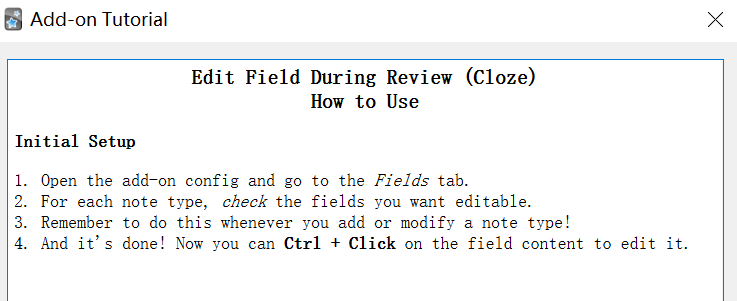 Add-on Tutorial
Edit Field During Review (Cloze)
How to Use
Initial Setup
1. Open the add-on config and go to the Fields tab.
2. For each note type, check the fields you want editable.
3. Remember to do this whenever you add or modify a note type!
4. And it's done! Now you can Ctrl + Click on the field content to edit it.